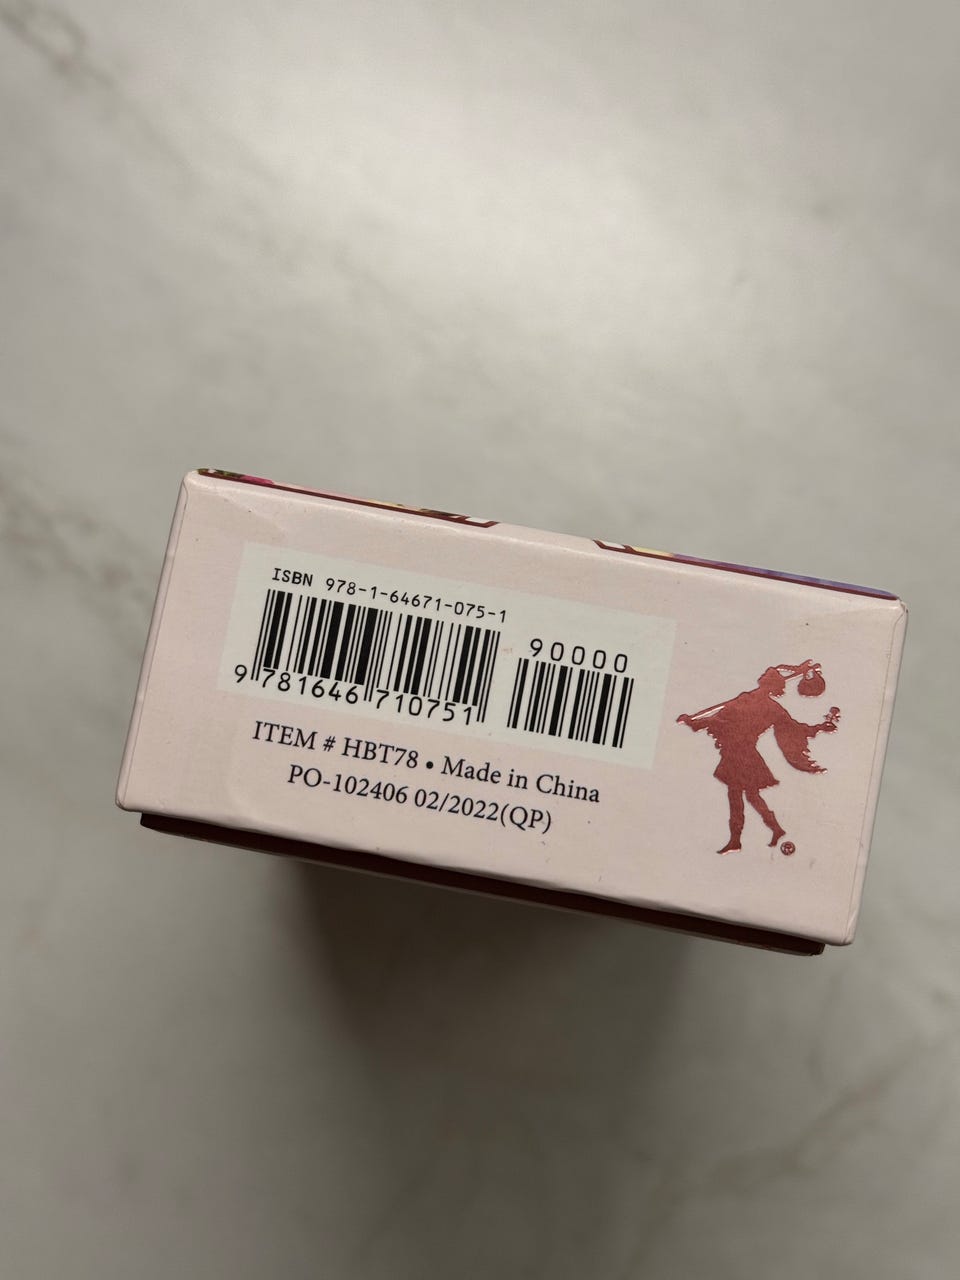 ISBN 978-1-64671-075-1
90000
9 781646 710751
ITEM # HBT78 • Made in China
PO-102406 02/2022(QP)
®